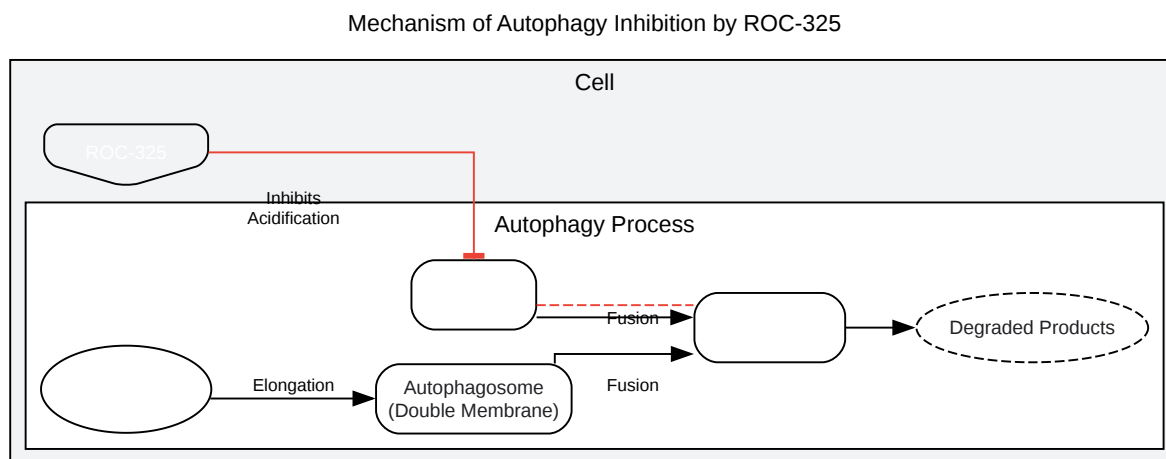 Mechanism of Autophagy Inhibition by ROC-325
Cell
ROC-325
Inhibits
Acidification
Autophagy Process
Fusion
Degraded Products
Elongation
Autophagosome
(Double Membrane)
Fusion